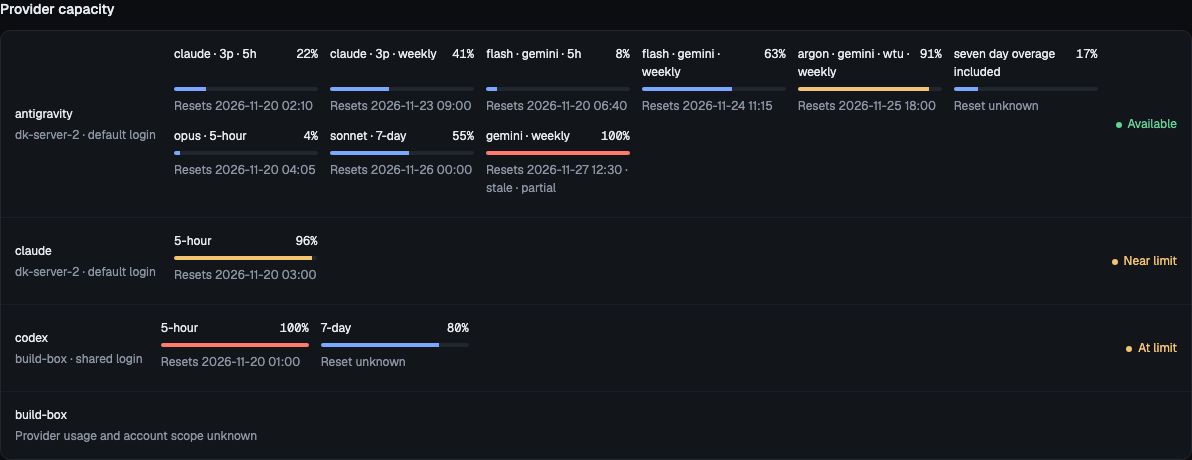 Provider capacity
antigravity
dk-server-2 · default login
claude · 3p · 5h 22%
Resets 2026-11-20 02:10
claude · 3p · weekly 41%
Resets 2026-11-23 09:00
flash · gemini · 5h 8%
Resets 2026-11-20 06:40
flash · gemini · 63%
weekly
Resets 2026-11-24 11:15
argon · gemini · wtu · 91%
weekly
Resets 2026-11-25 18:00
seven day overage 17%
included
Reset unknown
opus · 5-hour 4%
Resets 2026-11-20 04:05
sonnet · 7-day 55%
Resets 2026-11-26 00:00
gemini · weekly 100%
Resets 2026-11-27 12:30 ·
stale · partial
Available
claude
dk-server-2 · default login
5-hour 96%
Resets 2026-11-20 03:00
Near limit
codex
build-box · shared login
5-hour 100%
Resets 2026-11-20 01:00
7-day 80%
Reset unknown
At limit
build-box
Provider usage and account scope unknown